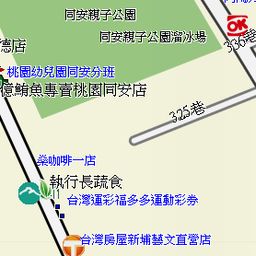 同安親子公園
同安親子公園溜冰場
OK
336巷
德店
桃園幼兒園同安分班
億鮪魚專賣桃園同安店
325巷
燊咖啡一店
執行長蔬食
11
台灣運彩福多多運動彩券
台灣房屋新埔藝文直營店